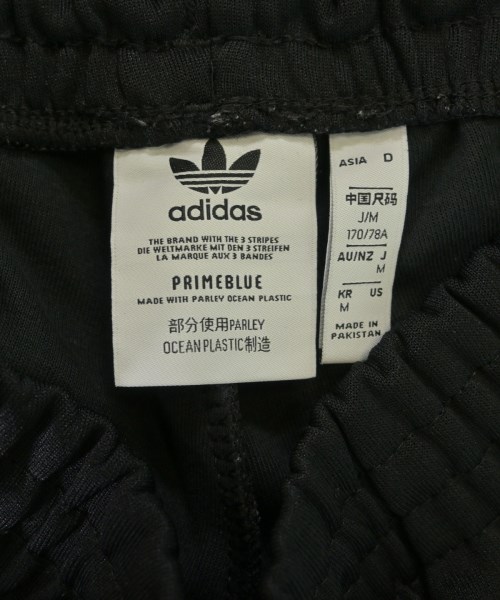 adidas
THE BRAND WITH THE 3 STRIPES
DIE WELTMARKE MIT DEN 3 STREIFEN
LA MARQUE AUX 3 BANDES
PRIMEBLUE
MADE WITH PARLEY OCEAN PLASTIC
部分使用PARLEY
OCEAN PLASTIC制造
ASIA D
中国尺码
J/M
170/78A
AU/NZ J
M
KR US
M
MADE IN
PAKISTAN